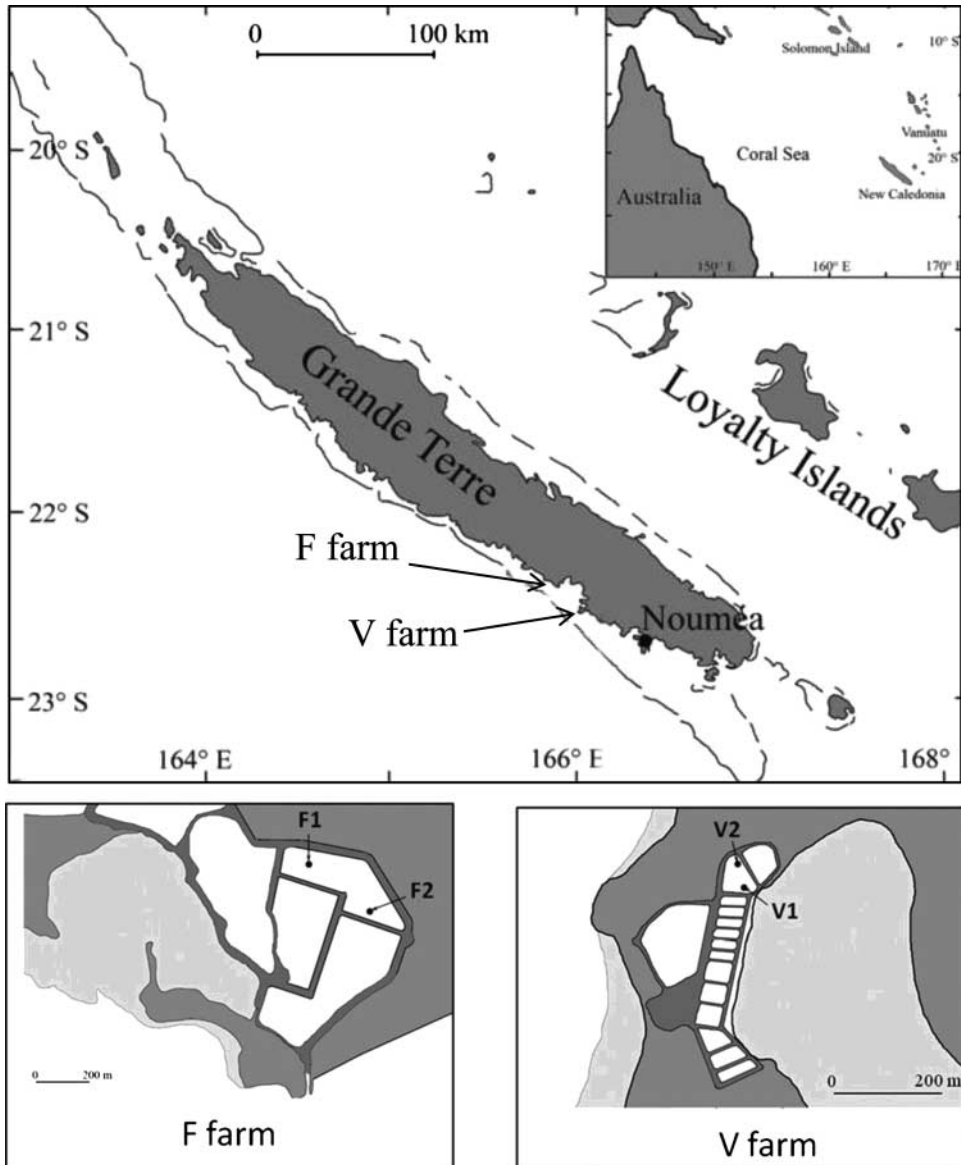 0 100 km
Solomon Island
10° S
Vanuatu
20° S
Coral Sea
New Caledonia
Australia
150° E
160° E
170° E
20° S
21° S
22° S
23° S
164° E
166° E
168°
Grande Terre
Loyalty Islands
F farm
V farm
Nouméa
F1
F2
0 200 m
F farm
V2
V1
0 200 m
V farm